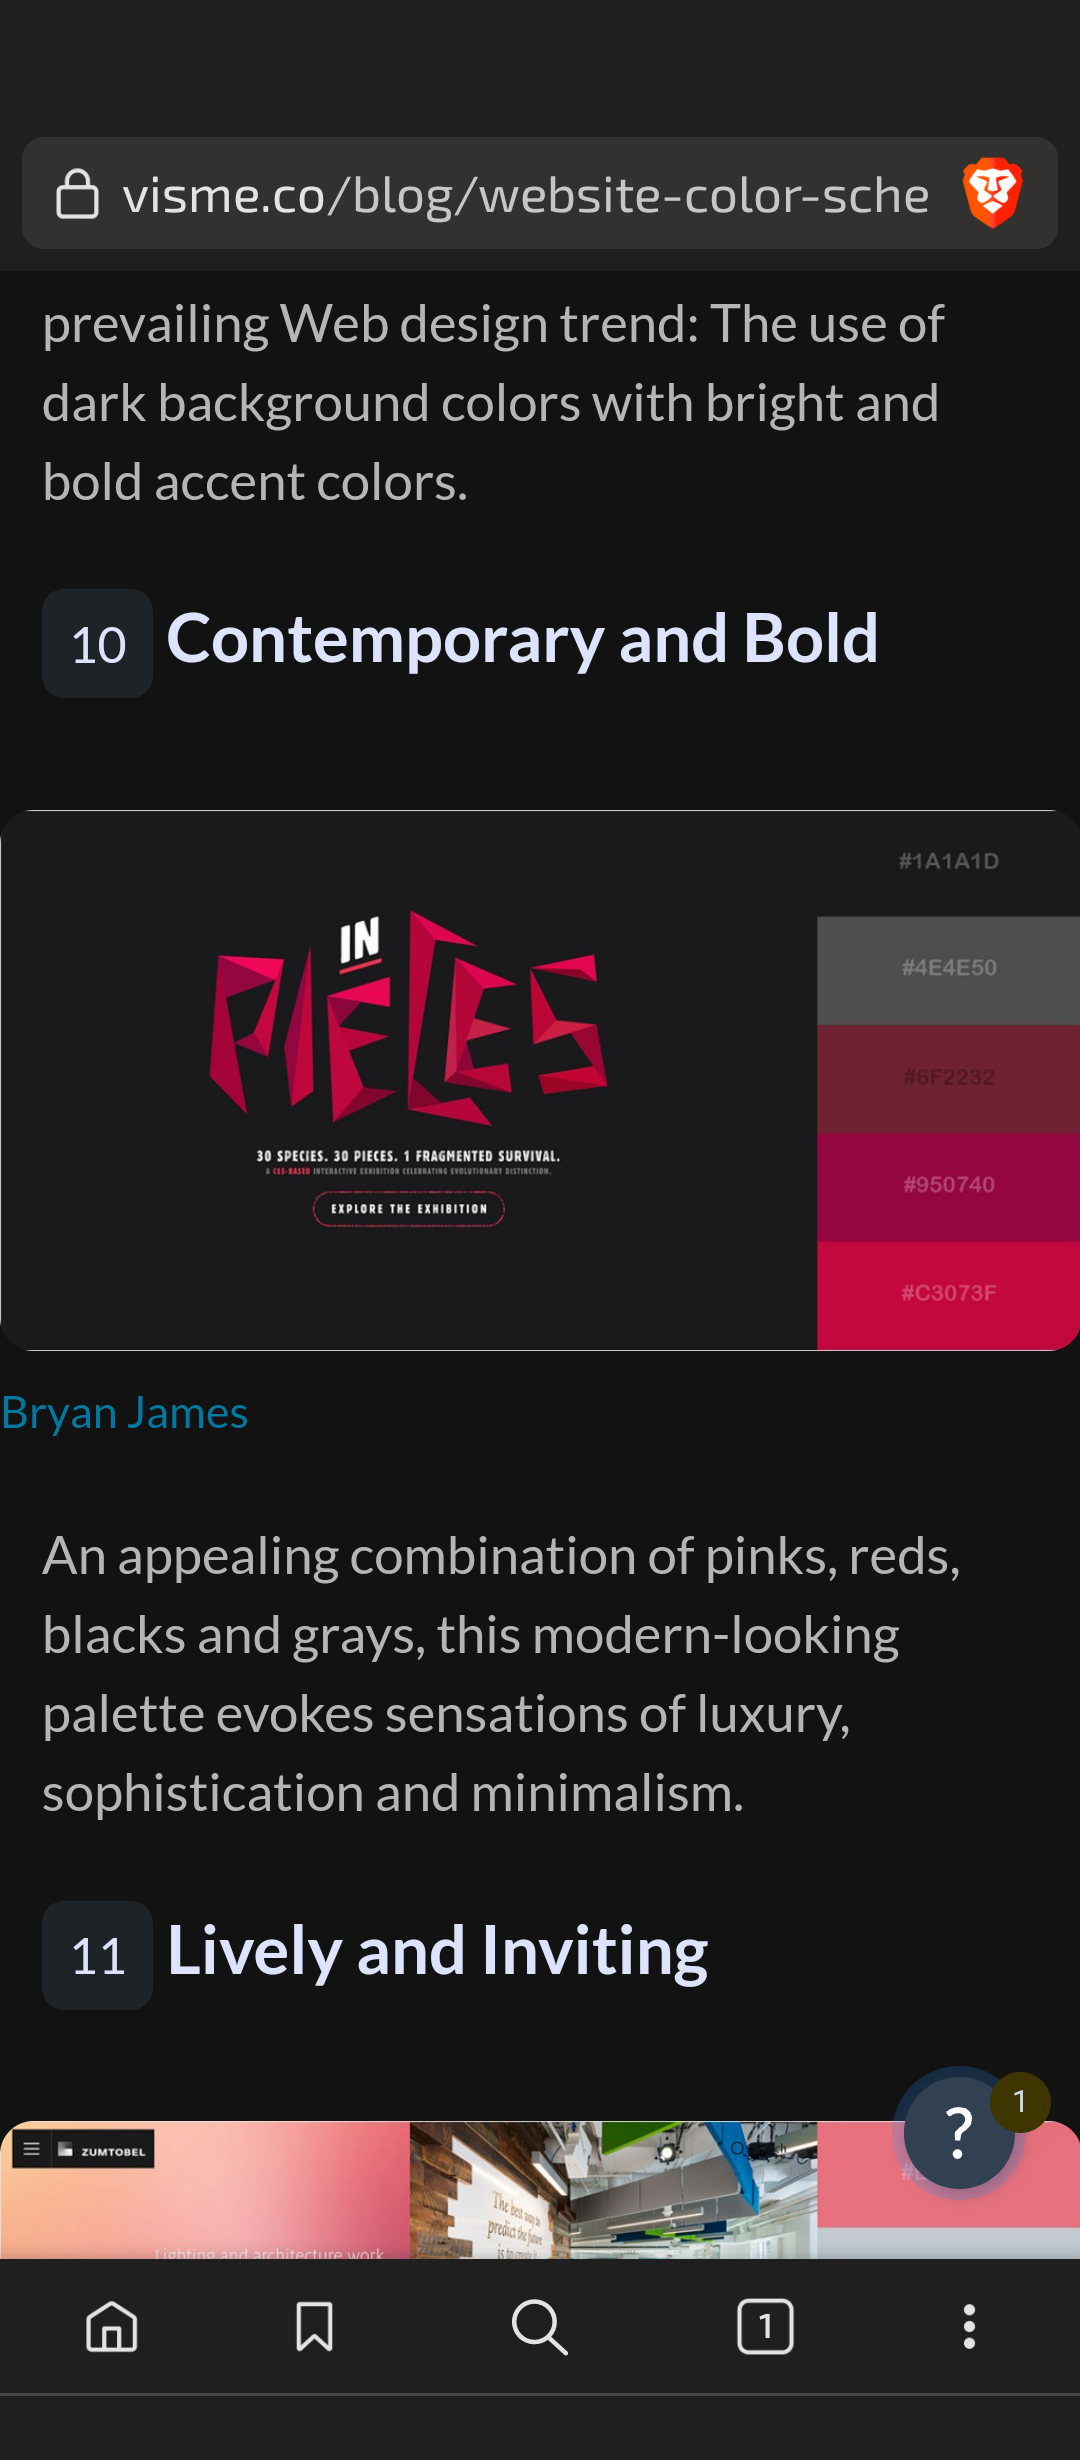 visme.co/blog/website-color-sche
prevailing Web design trend: The use of
dark background colors with bright and
bold accent colors.
10 Contemporary and Bold
#1A1A1D
#4E4E50
#6F2232
#950740
#C3073F
IN
PIECES
30 SPECIES. 30 PIECES. 1 FRAGMENTED SURVIVAL.
A CSS-BASED INTERACTIVE EXHIBITION CELEBRATING EVOLUTIONARY DISTINCTION.
EXPLORE THE EXHIBITION
Bryan James
An appealing combination of pinks, reds,
blacks and grays, this modern-looking
palette evokes sensations of luxury,
sophistication and minimalism.
11 Lively and Inviting
? 1
ZUMTOBEL
The best way to
predict the future
is to create it
Lighting and architecture work
1